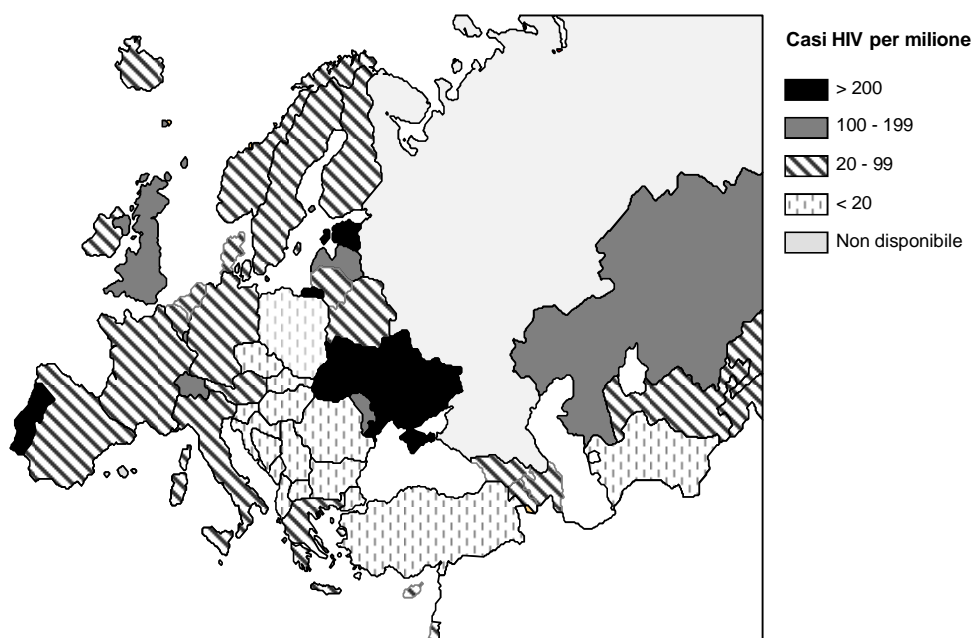 Casi HIV per milione
> 200
100 - 199
20 - 99
< 20
Non disponibile